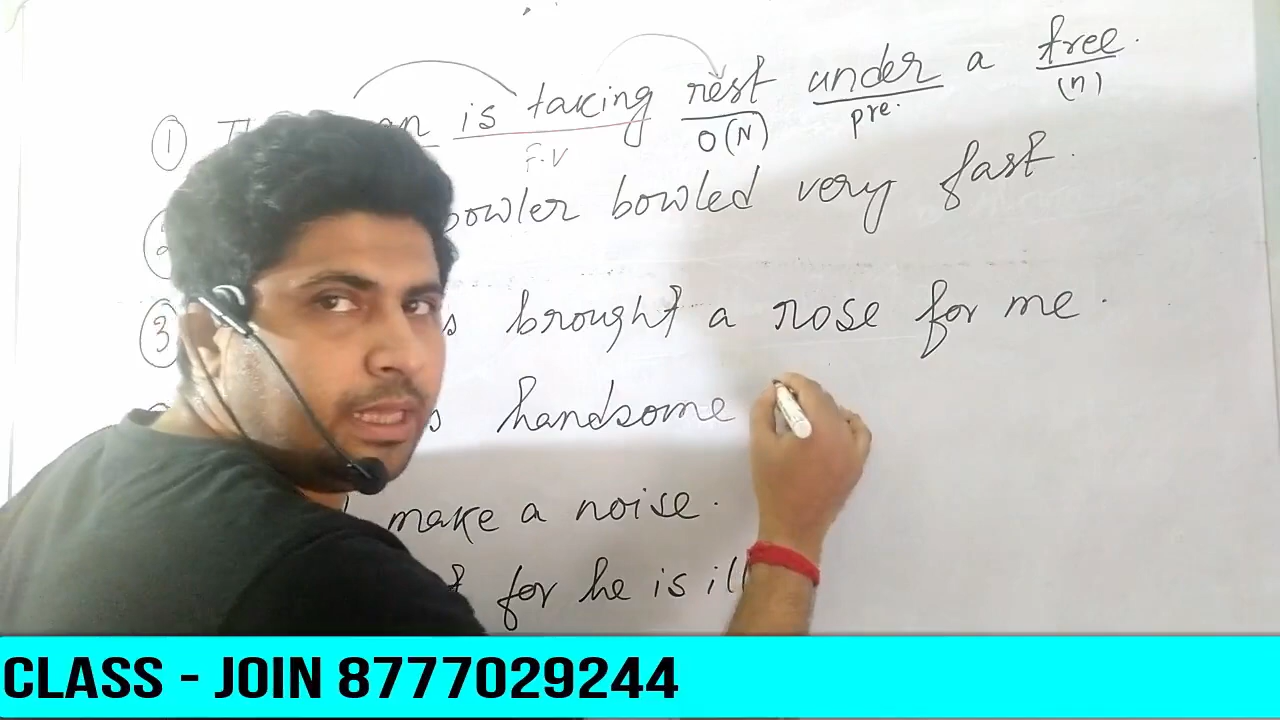 ① is taking rest under a tree.
F.V O(N) pre. (n)
② bowler bowled very fast.
③ brought a rose for me.
handsome
make a noise.
for he is ill
CLASS - JOIN 8777029244